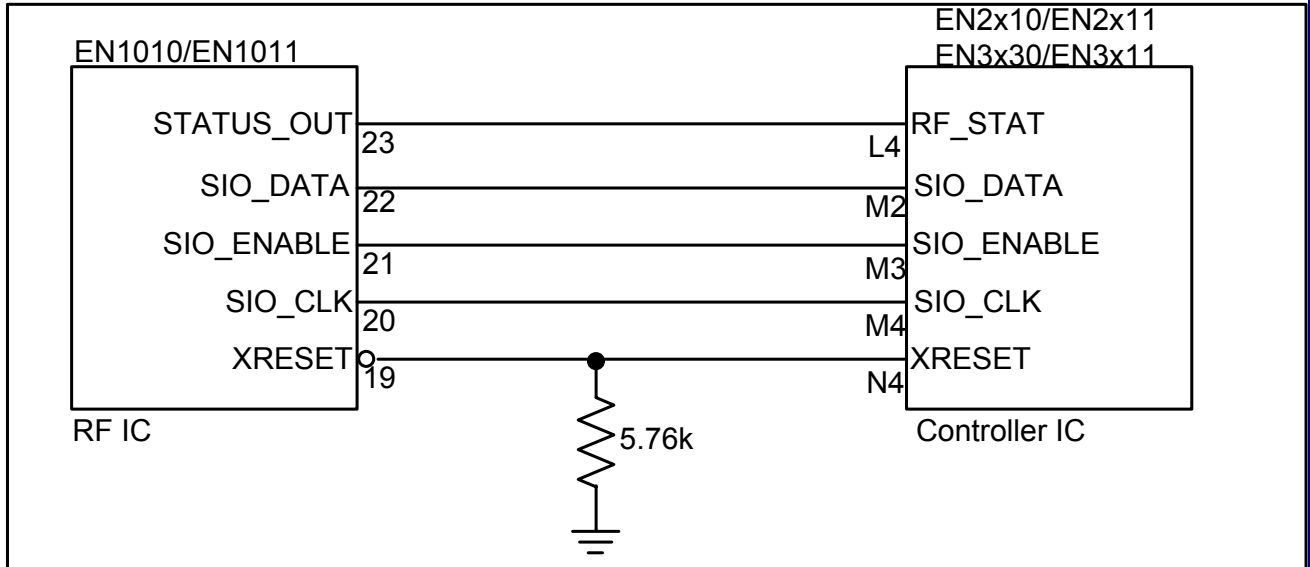 EN2x10/EN2x11
EN3x30/EN3x11
EN1010/EN1011
STATUS_OUT
23
L4
RF_STAT
SIO_DATA
22
M2
SIO_DATA
SIO_ENABLE
21
M3
SIO_ENABLE
SIO_CLK
20
M4
SIO_CLK
XRESET
19
N4
XRESET
RF IC
5.76k
Controller IC